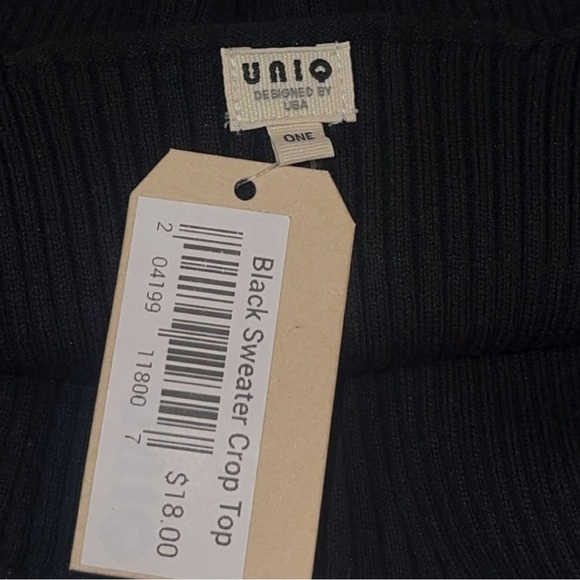 UNIQ
DESIGNED BY
USA
ONE
Black Sweater Crop Top
2 04199 11800 7
$18.00